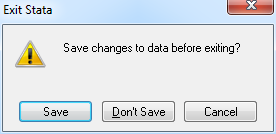 Exit Stata
Save changes to data before exiting?
Save
Don't Save
Cancel